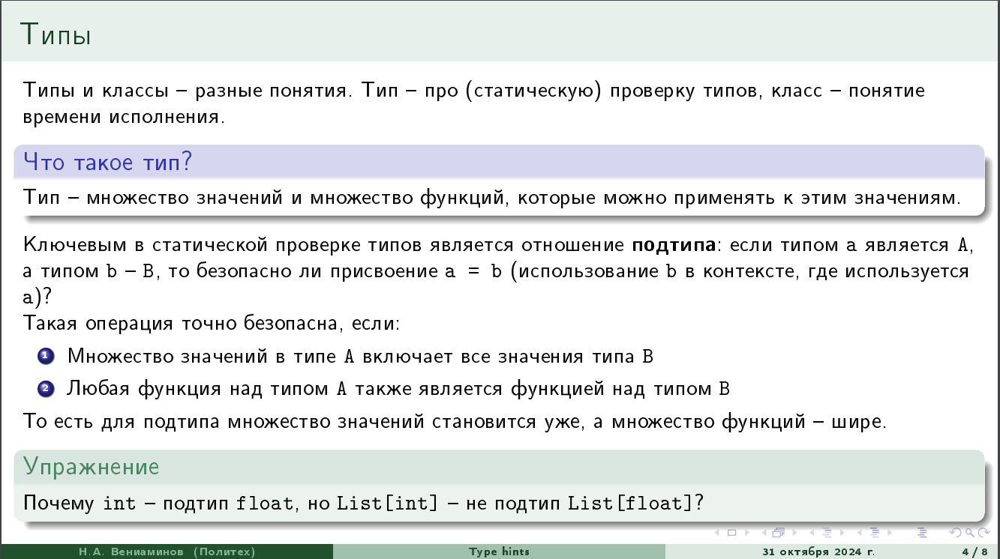 Типы
Типы и классы – разные понятия. Тип – про (статическую) проверку типов, класс – понятие
времени исполнения.
Что такое тип?
Тип – множество значений и множество функций, которые можно применять к этим значениям.
Ключевым в статической проверке типов является отношение подтипа: если типом a является A,
а типом b – B, то безопасно ли присвоение a = b (использование b в контексте, где используется
a)?
Такая операция точно безопасна, если:
1 Множество значений в типе A включает все значения типа B
2 Любая функция над типом A также является функцией над типом B
То есть для подтипа множество значений становится уже, а множество функций – шире.
Упражнение
Почему int – подтип float, но List[int] – не подтип List[float]?
Н.А. Вениаминов (Политех) Type hints 31 октября 2024 г. 4 / 8